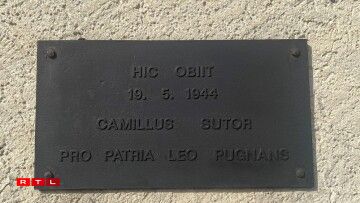 HIC OBIIT
19. 5. 1944
CAMILLUS SUTOR
PRO PATRIA LEO PUGNANS
RTL